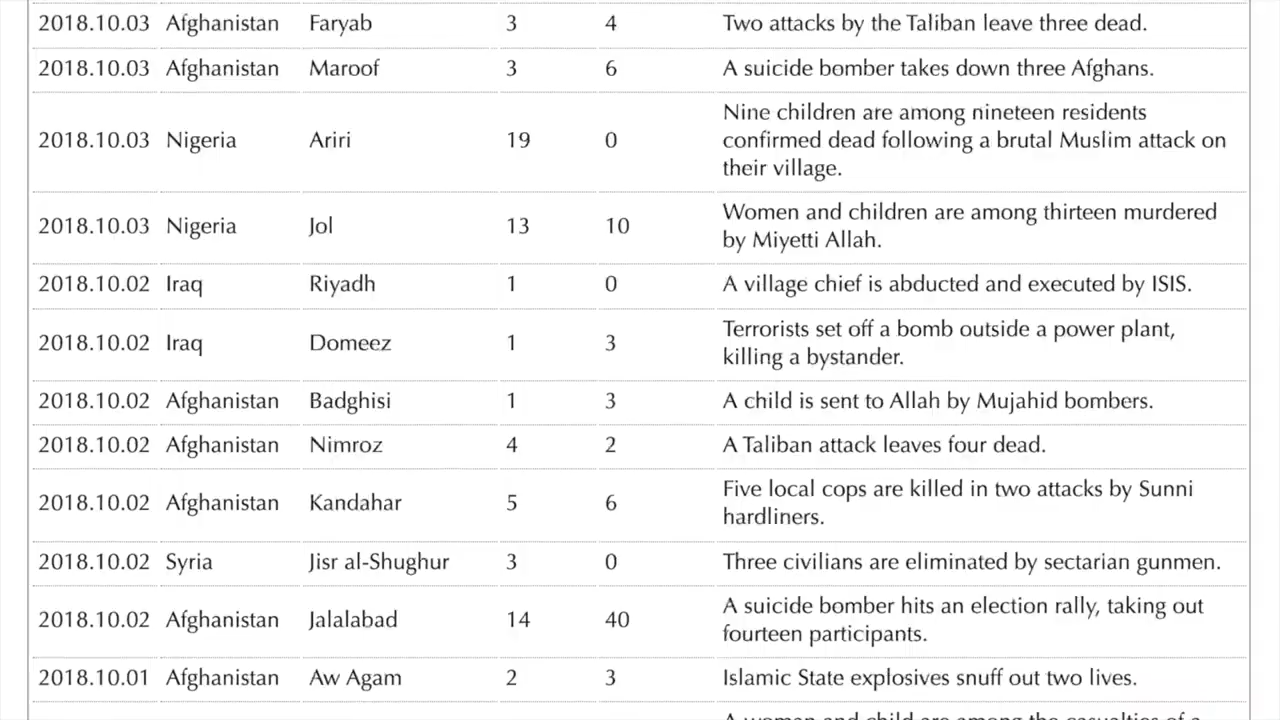 2018.10.03 Afghanistan Faryab 3 4 Two attacks by the Taliban leave three dead.
2018.10.03 Afghanistan Maroof 3 6 A suicide bomber takes down three Afghans.
2018.10.03 Nigeria Ariri 19 0 Nine children are among nineteen residents
confirmed dead following a brutal Muslim attack on
their village.
2018.10.03 Nigeria Jol 13 10 Women and children are among thirteen murdered
by Miyetti Allah.
2018.10.02 Iraq Riyadh 1 0 A village chief is abducted and executed by ISIS.
2018.10.02 Iraq Domeez 1 3 Terrorists set off a bomb outside a power plant,
killing a bystander.
2018.10.02 Afghanistan Badghisi 1 3 A child is sent to Allah by Mujahid bombers.
2018.10.02 Afghanistan Nimroz 4 2 A Taliban attack leaves four dead.
2018.10.02 Afghanistan Kandahar 5 6 Five local cops are killed in two attacks by Sunni
hardliners.
2018.10.02 Syria Jisr al-Shughur 3 0 Three civilians are eliminated by sectarian gunmen.
2018.10.02 Afghanistan Jalalabad 14 40 A suicide bomber hits an election rally, taking out
fourteen participants.
2018.10.01 Afghanistan Aw Agam 2 3 Islamic State explosives snuff out two lives.
A women and child are among the casualties of a